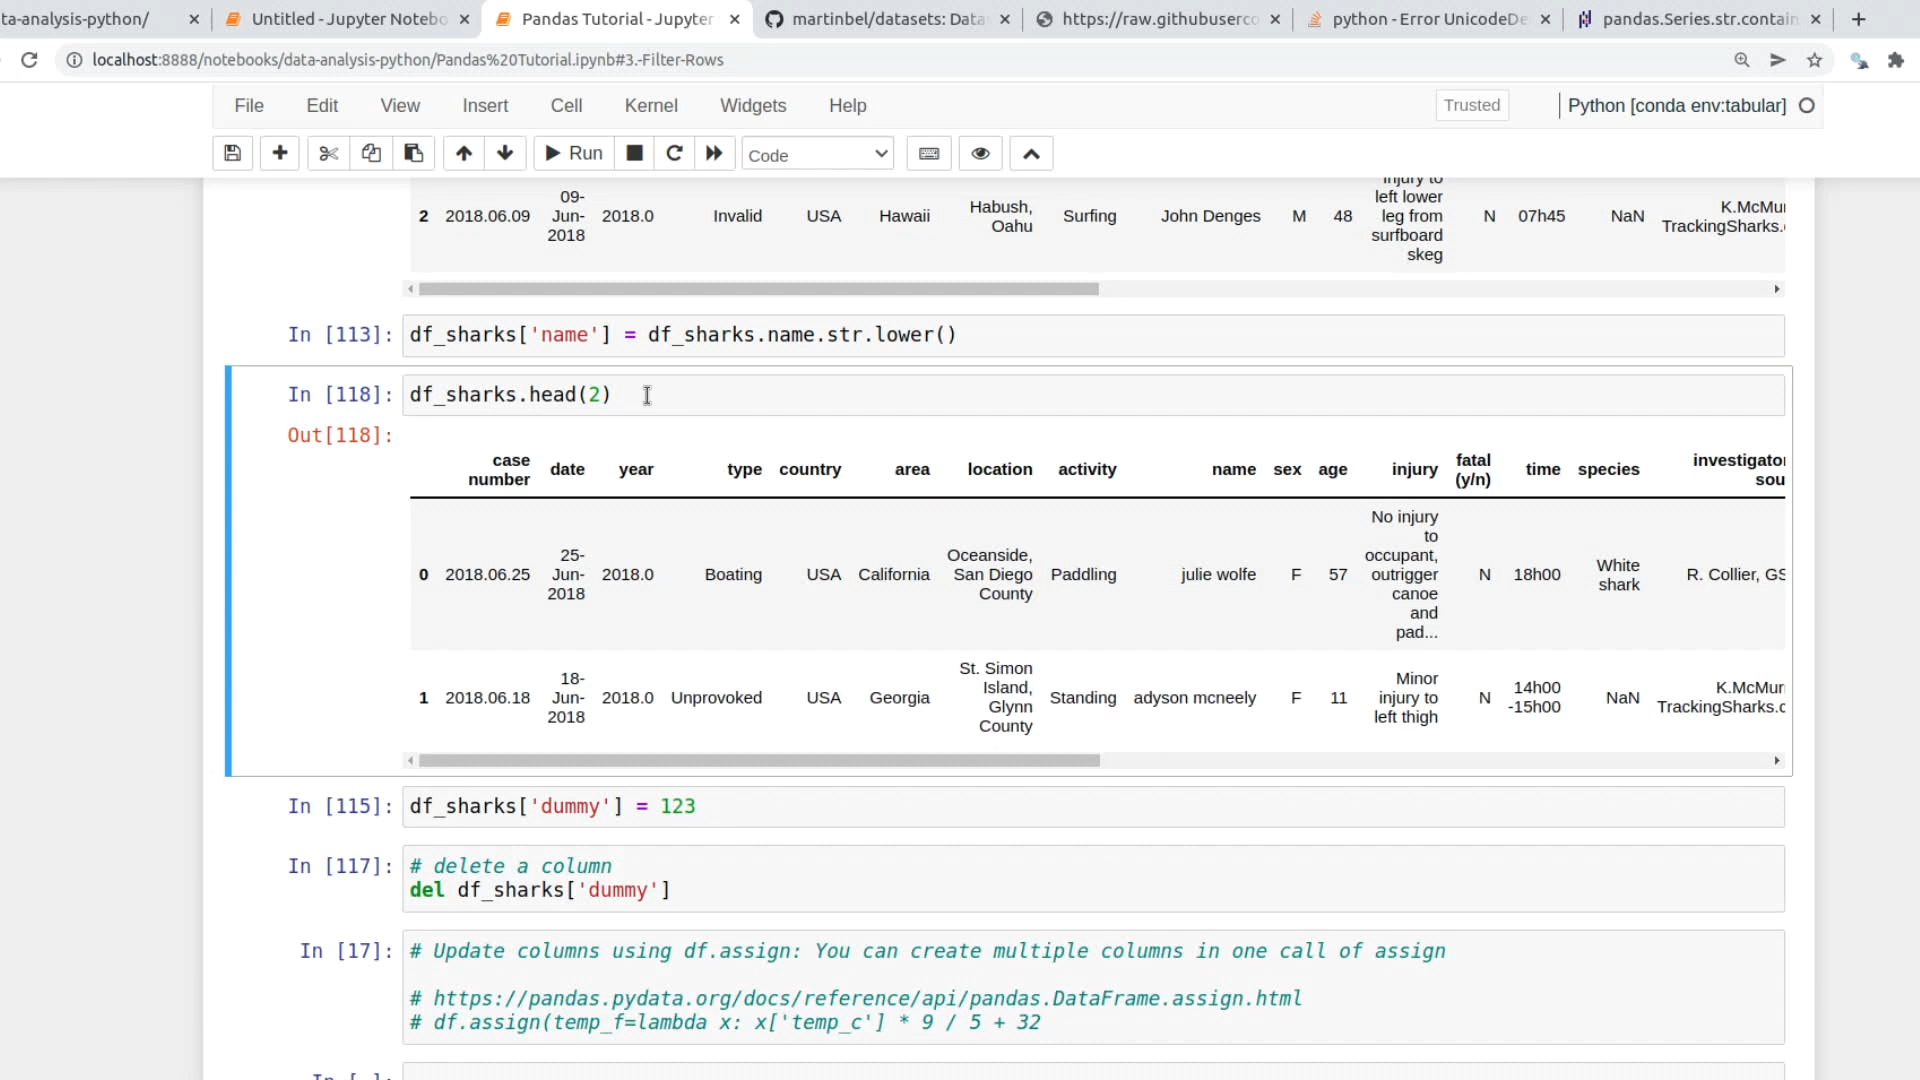 ta-analysis-python/ × Untitled - Jupyter Notebo × Pandas Tutorial - Jupyter × martinbel/datasets: Data × https://raw.githubuserco × python - Error UnicodeDe × pandas.Series.str.contain × +
localhost:8888/notebooks/data-analysis-python/Pandas%20Tutorial.ipynb#3.-Filter-Rows
File Edit View Insert Cell Kernel Widgets Help Trusted Python [conda env:tabular]
Run Code
injury to
left lower
leg from
surfboard
skeg
2 2018.06.09 09-Jun-2018 2018.0 Invalid USA Hawaii Habush, Oahu Surfing John Denges M 48 N 07h45 NaN K.McMur TrackingSharks.
In [113]: df_sharks['name'] = df_sharks.name.str.lower()
In [118]: df_sharks.head(2)
Out[118]:
case number date year type country area location activity name sex age injury fatal (y/n) time species investigator sou
0 2018.06.25 25-Jun-2018 2018.0 Boating USA California Oceanside, San Diego County Paddling julie wolfe F 57 No injury to occupant, outrigger canoe and pad... N 18h00 White shark R. Collier, GS
1 2018.06.18 18-Jun-2018 2018.0 Unprovoked USA Georgia St. Simon Island, Glynn County Standing adyson mcneely F 11 Minor injury to left thigh N 14h00 -15h00 NaN K.McMur TrackingSharks.c
In [115]: df_sharks['dummy'] = 123
In [117]: # delete a column
del df_sharks['dummy']
In [17]: # Update columns using df.assign: You can create multiple columns in one call of assign
# https://pandas.pydata.org/docs/reference/api/pandas.DataFrame.assign.html
# df.assign(temp_f=lambda x: x['temp_c'] * 9 / 5 + 32
In [ ]: